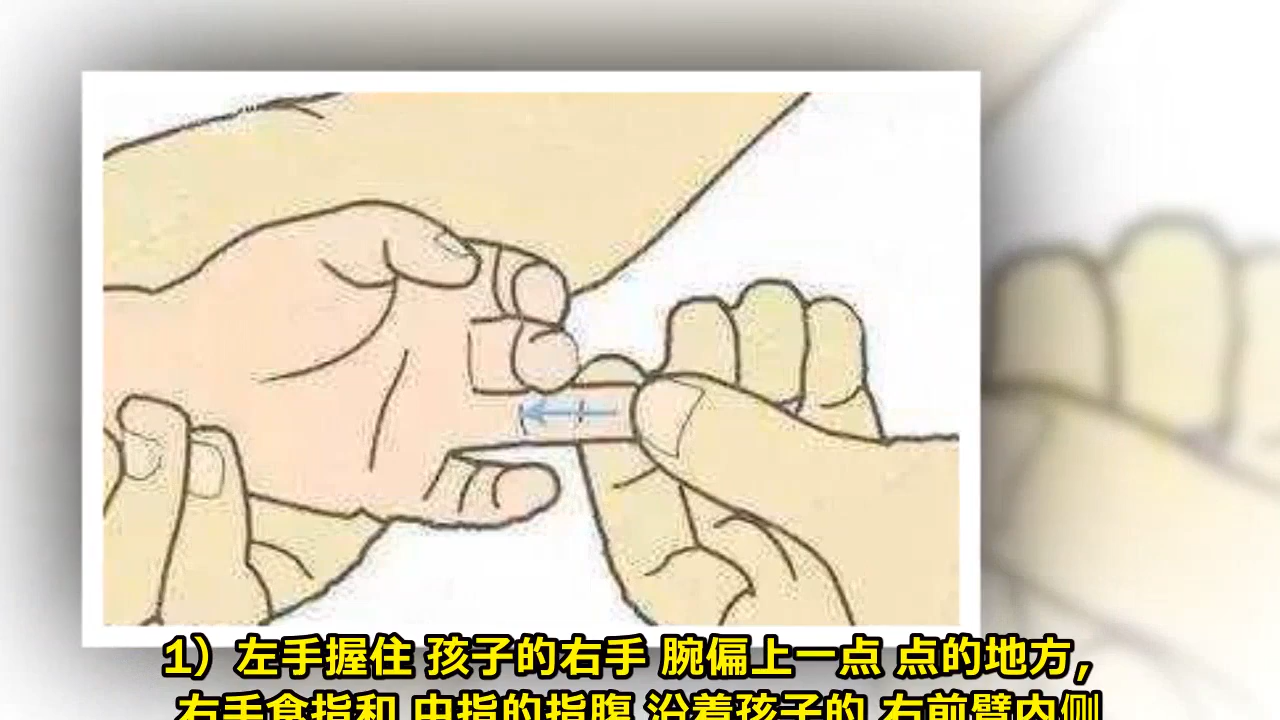 1）左手握住 孩子的右手 腕偏上一点 点的地方，
右手食指和 中指的指腹 沿着孩子的 右前臂内侧